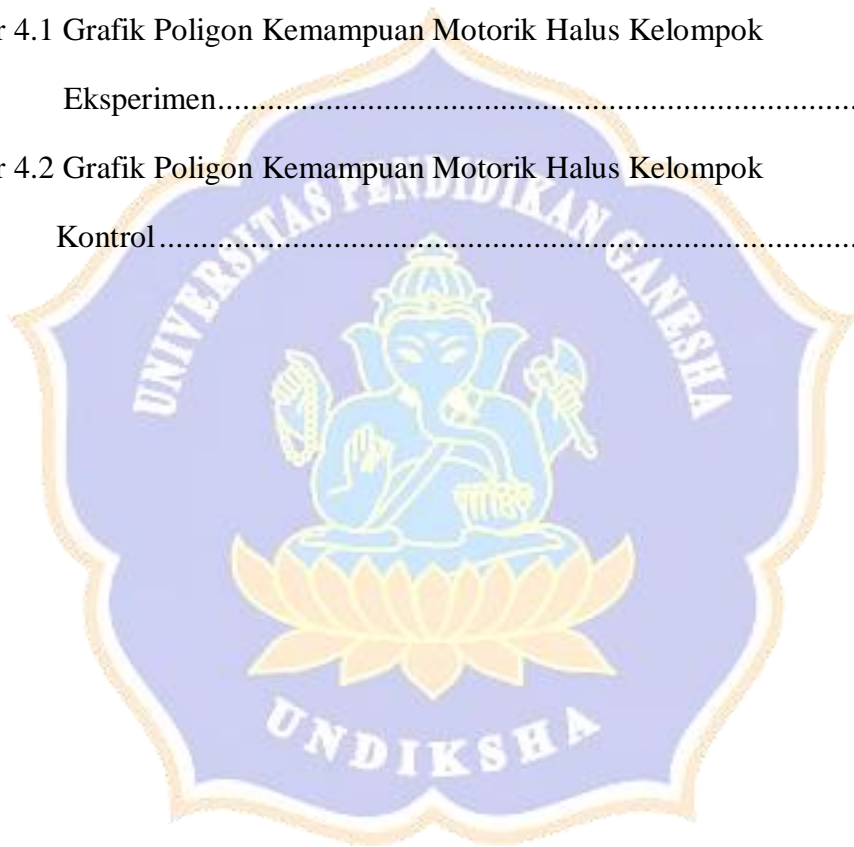 r 4.1 Grafik Poligon Kemampuan Motorik Halus Kelompok
Eksperimen...............................................................................
r 4.2 Grafik Poligon Kemampuan Motorik Halus Kelompok
Kontrol.....................................................................................
UNIVERSITAS PENDIDIKAN GANESHA
UNDIKSHA